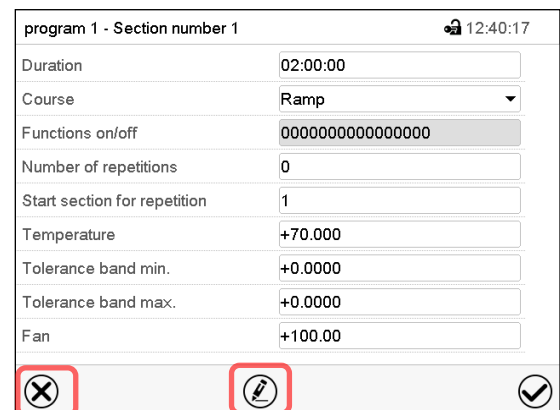 program 1 - Section number 1 12:40:17
Duration 02:00:00
Course Ramp
Functions on/off 0000000000000000
Number of repetitions 0
Start section for repetition 1
Temperature +70.000
Tolerance band min. +0.0000
Tolerance band max. +0.0000
Fan +100.00